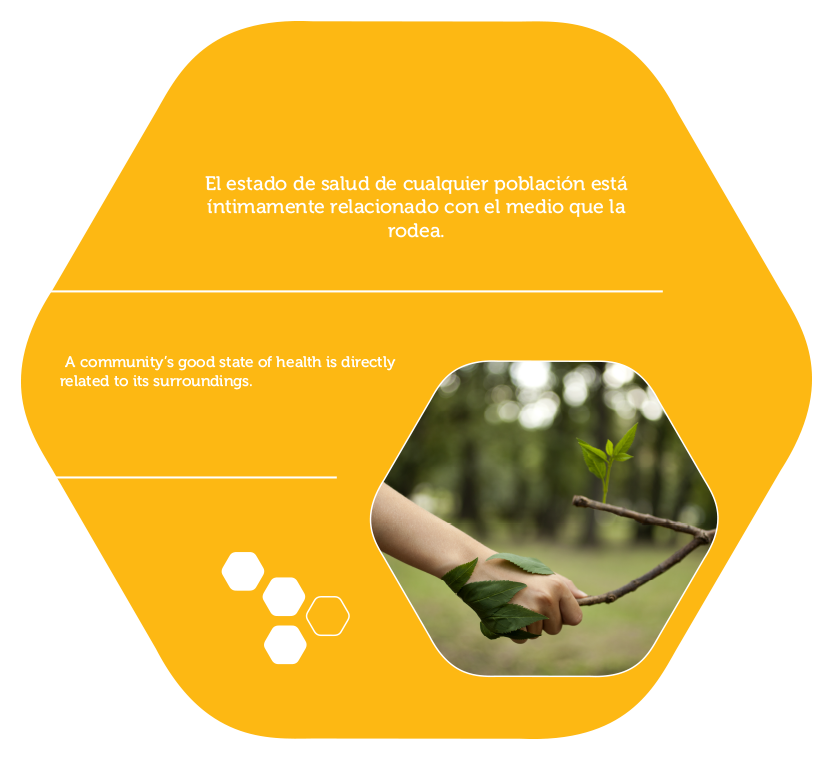 El estado de salud de cualquier población está
íntimamente relacionado con el medio que la
rodea.
A community's good state of health is directly
related to its surroundings.